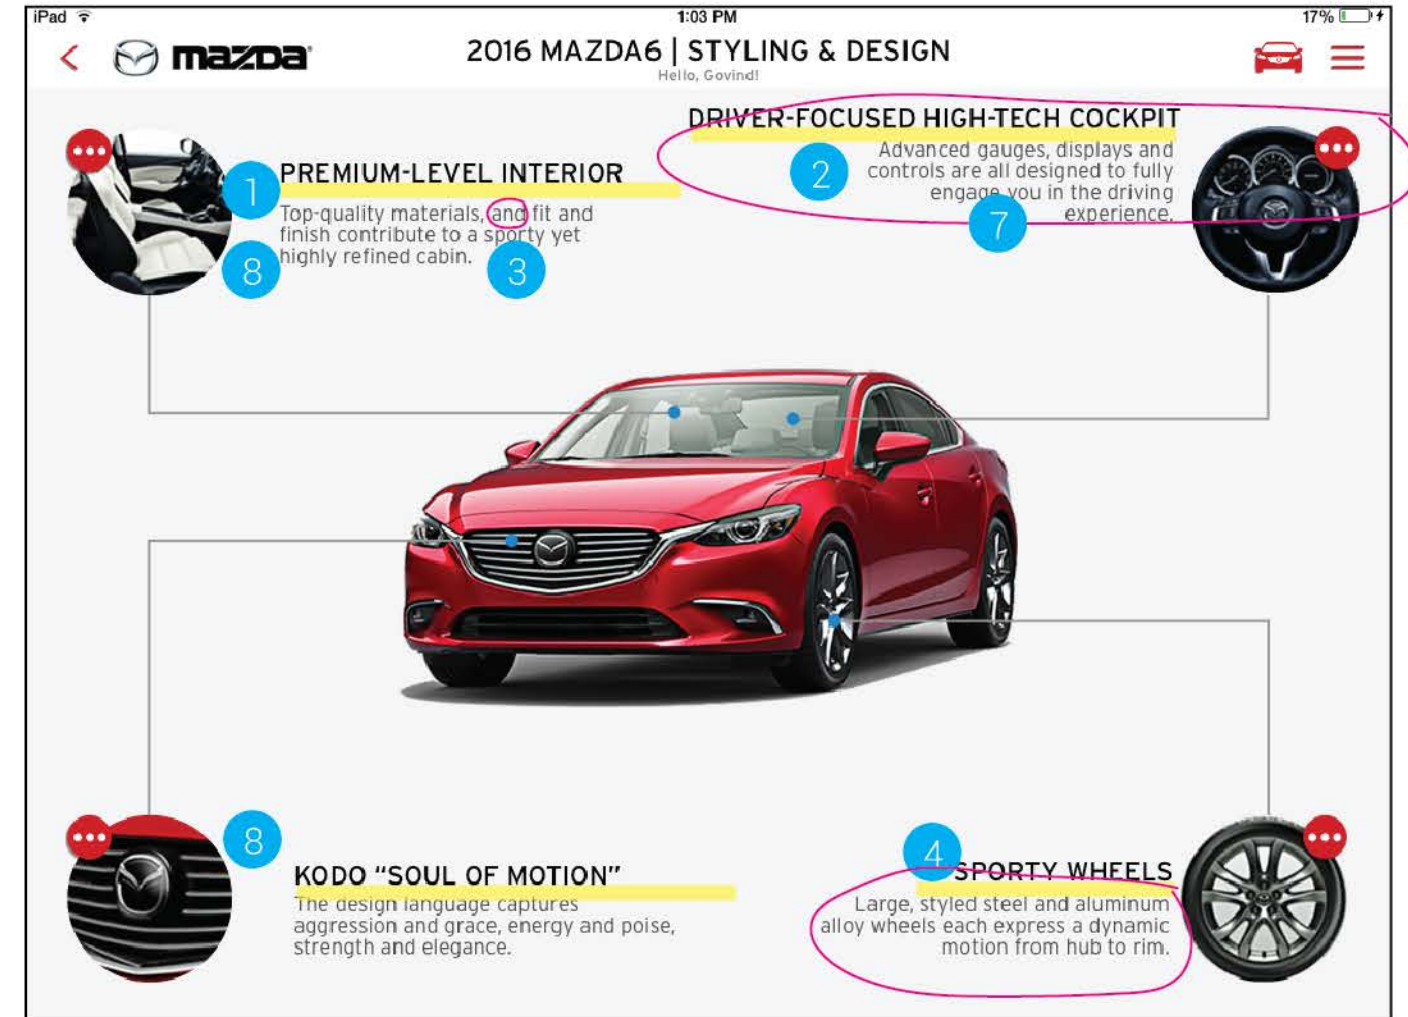 iPad 1:03 PM 17%
mazda 2016 MAZDA6 | STYLING & DESIGN
Hello, Govind!
1
PREMIUM-LEVEL INTERIOR
Top-quality materials, and fit and
finish contribute to a sporty yet
highly refined cabin.
8
3
DRIVER-FOCUSED HIGH-TECH COCKPIT
2
Advanced gauges, displays and
controls are all designed to fully
engage you in the driving
experience.
7
8
KODO “SOUL OF MOTION”
The design language captures
aggression and grace, energy and poise,
strength and elegance.
4
SPORTY WHEELS
Large, styled steel and aluminum
alloy wheels each express a dynamic
motion from hub to rim.